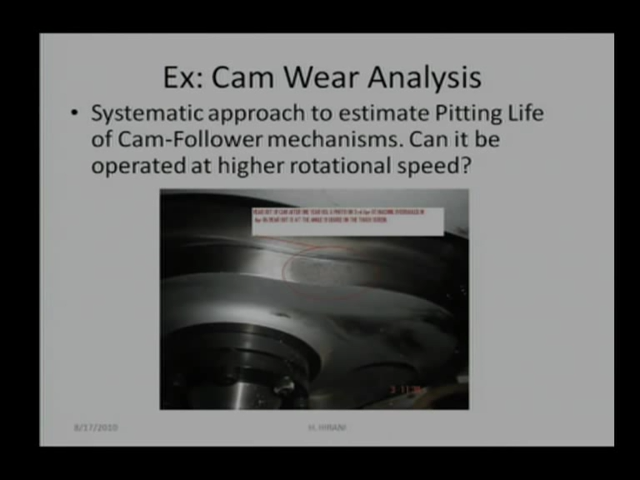 Ex: Cam Wear Analysis
• Systematic approach to estimate Pitting Life
of Cam-Follower mechanisms. Can it be
operated at higher rotational speed?
8/17/2010
H. HIRANI